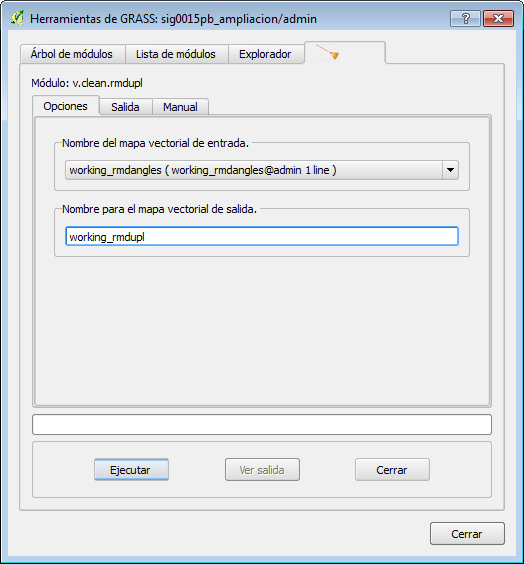 Herramientas de GRASS: sig0015pb_ampliacion/admin
Árbol de módulos Lista de módulos Explorador
Módulo: v.clean.rmdupl
Opciones Salida Manual
Nombre del mapa vectorial de entrada.
working_rmdangles ( working_rmdangles@admin 1 line )
Nombre para el mapa vectorial de salida.
working_rmdupl
Ejecutar Ver salida Cerrar
Cerrar